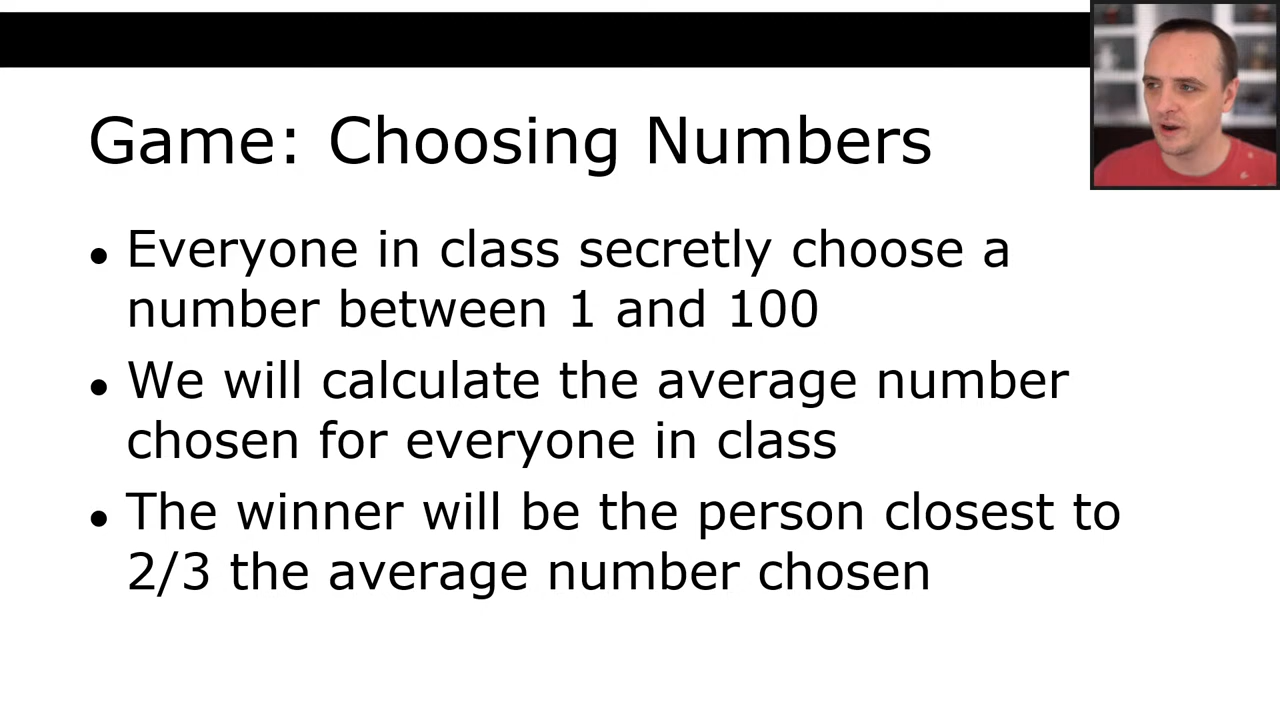 Game: Choosing Numbers
• Everyone in class secretly choose a
number between 1 and 100
• We will calculate the average number
chosen for everyone in class
• The winner will be the person closest to
2/3 the average number chosen